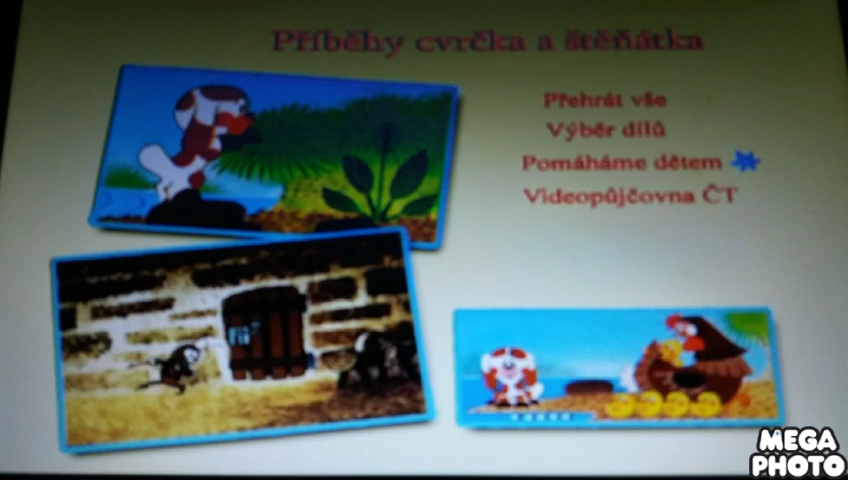 Příběhy cvrčka a štěňátka
Přehrát vše
Výběr dílů
Pomáháme dětem
Videopůjčovna ČT
MEGA
PHOTO